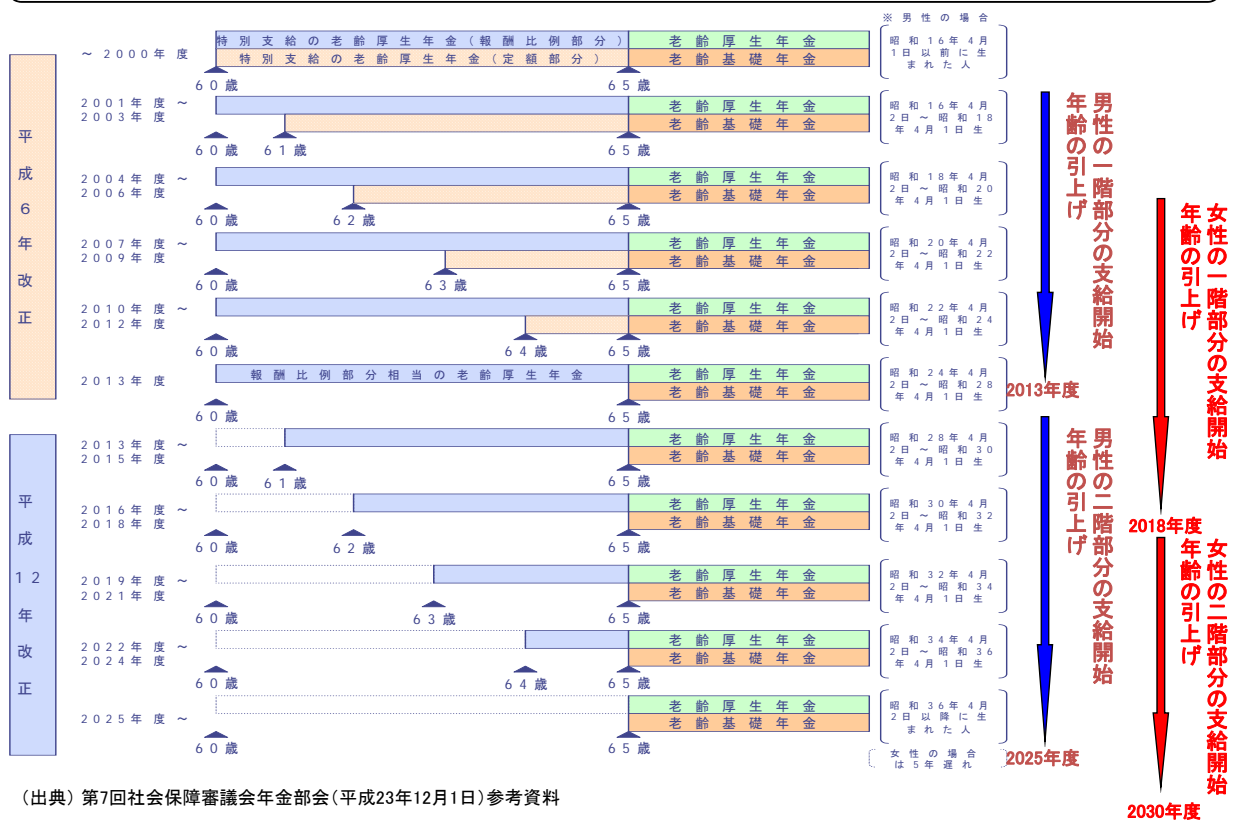 ※ 男性の場合
平成6年改正
～ 2000年度
特別支給の老齢厚生年金(報酬比例部分)
特別支給の老齢厚生年金(定額部分)
老齢厚生年金
老齢基礎年金
60歳
65歳
昭和16年4月
11日以前に生
まれた人
2001年度～
2003年度
老齢厚生年金
老齢基礎年金
60歳
61歳
65歳
昭和16年4月
2日～昭和18
年4月1日生
2004年度～
2006年度
老齢厚生年金
老齢基礎年金
60歳
62歳
65歳
昭和18年4月
2日～昭和20
年4月1日生
2007年度～
2009年度
老齢厚生年金
老齢基礎年金
60歳
63歳
65歳
昭和20年4月
2日～昭和22
年4月1日生
2010年度～
2012年度
老齢厚生年金
老齢基礎年金
60歳
64歳
65歳
昭和22年4月
2日～昭和24
年4月1日生
2013年度
報酬比例部分相当の老齢厚生年金
老齢厚生年金
老齢基礎年金
60歳
65歳
昭和24年4月
2日～昭和28
年4月1日生
平成12年改正
2013年度～
2015年度
老齢厚生年金
老齢基礎年金
60歳
61歳
65歳
昭和28年4月
2日～昭和30
年4月1日生
2016年度～
2018年度
老齢厚生年金
老齢基礎年金
60歳
62歳
65歳
昭和30年4月
2日～昭和32
年4月1日生
2019年度～
2021年度
老齢厚生年金
老齢基礎年金
60歳
63歳
65歳
昭和32年4月
2日～昭和34
年4月1日生
2022年度～
2024年度
老齢厚生年金
老齢基礎年金
60歳
64歳
65歳
昭和34年4月
2日～昭和36
年4月1日生
2025年度～
老齢厚生年金
老齢基礎年金
60歳
65歳
昭和36年4月
2日以降に生
まれた人
女性の場合
は5年遅れ
男性の一階部分の支給開始
年齢の引上げ
2013年度
男性の二階部分の支給開始
年齢の引上げ
2025年度
女性の一階部分の支給開始
年齢の引上げ
2018年度
女性の二階部分の支給開始
年齢の引上げ
2030年度
（出典）第7回社会保障審議会年金部会(平成23年12月1日)参考資料